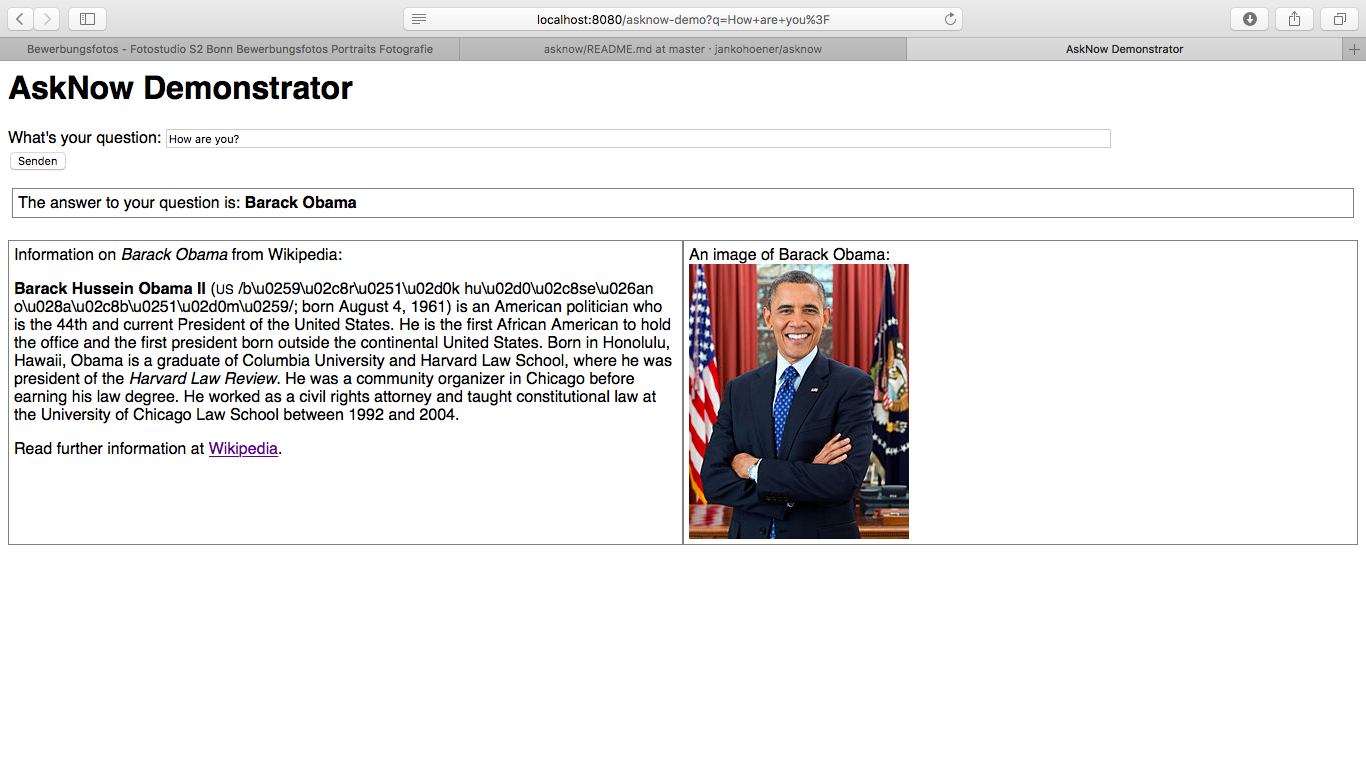 localhost:8080/asknow-demo?q=How+are+you%3F
Bewerbungsfotos - Fotostudio S2 Bonn Bewerbungsfotos Portraits Fotografie
asknow/README.md at master · jankohoener/asknow
AskNow Demonstrator
AskNow Demonstrator
What's your question: How are you?
Senden
The answer to your question is: Barack Obama
Information on Barack Obama from Wikipedia:
Barack Hussein Obama II (US /b\u0259\u02c8r\u0251\u02d0k hu\u02d0\u02c8se\u026an
o\u028a\u02c8b\u0251\u02d0m\u0259/; born August 4, 1961) is an American politician who
is the 44th and current President of the United States. He is the first African American to hold
the office and the first president born outside the continental United States. Born in Honolulu,
Hawaii, Obama is a graduate of Columbia University and Harvard Law School, where he was
president of the Harvard Law Review. He was a community organizer in Chicago before
earning his law degree. He worked as a civil rights attorney and taught constitutional law at
the University of Chicago Law School between 1992 and 2004.
Read further information at Wikipedia.
An image of Barack Obama: